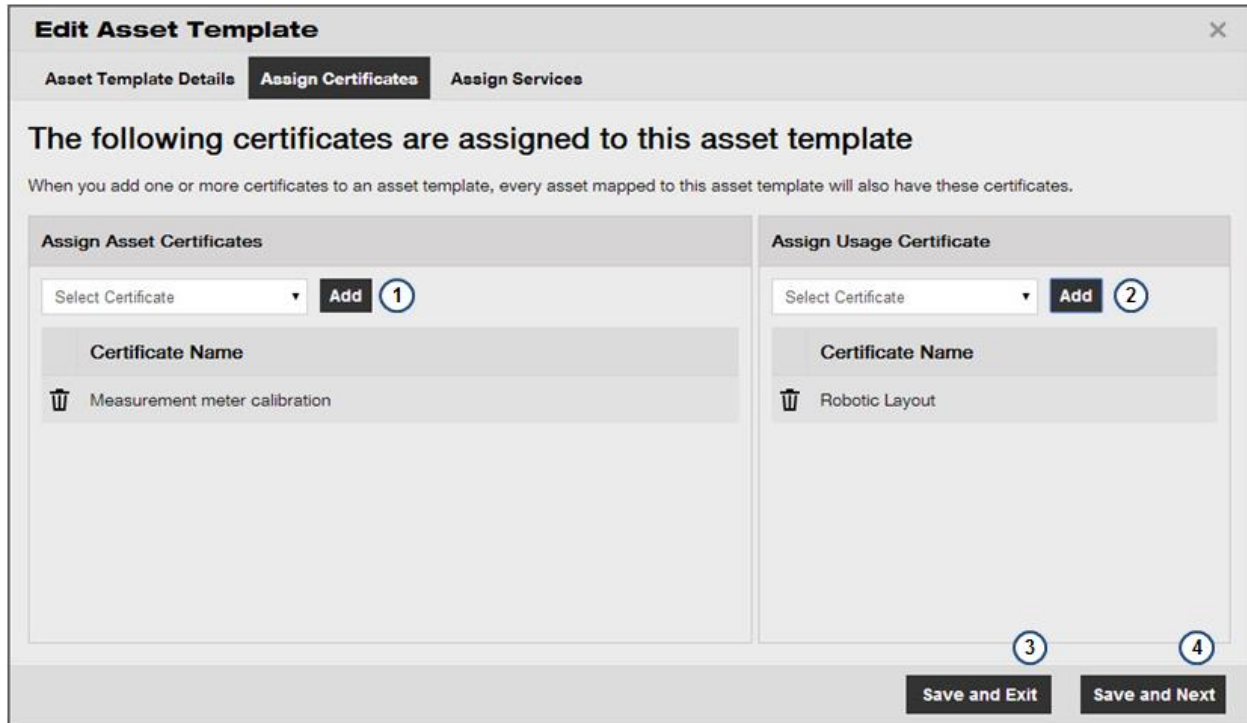 Edit Asset Template
Asset Template Details Assign Certificates Assign Services
The following certificates are assigned to this asset template
When you add one or more certificates to an asset template, every asset mapped to this asset template will also have these certificates.
Assign Asset Certificates
Select Certificate Add 1
Certificate Name
Measurement meter calibration
Assign Usage Certificate
Select Certificate Add 2
Certificate Name
Robotic Layout
3 4
Save and Exit Save and Next